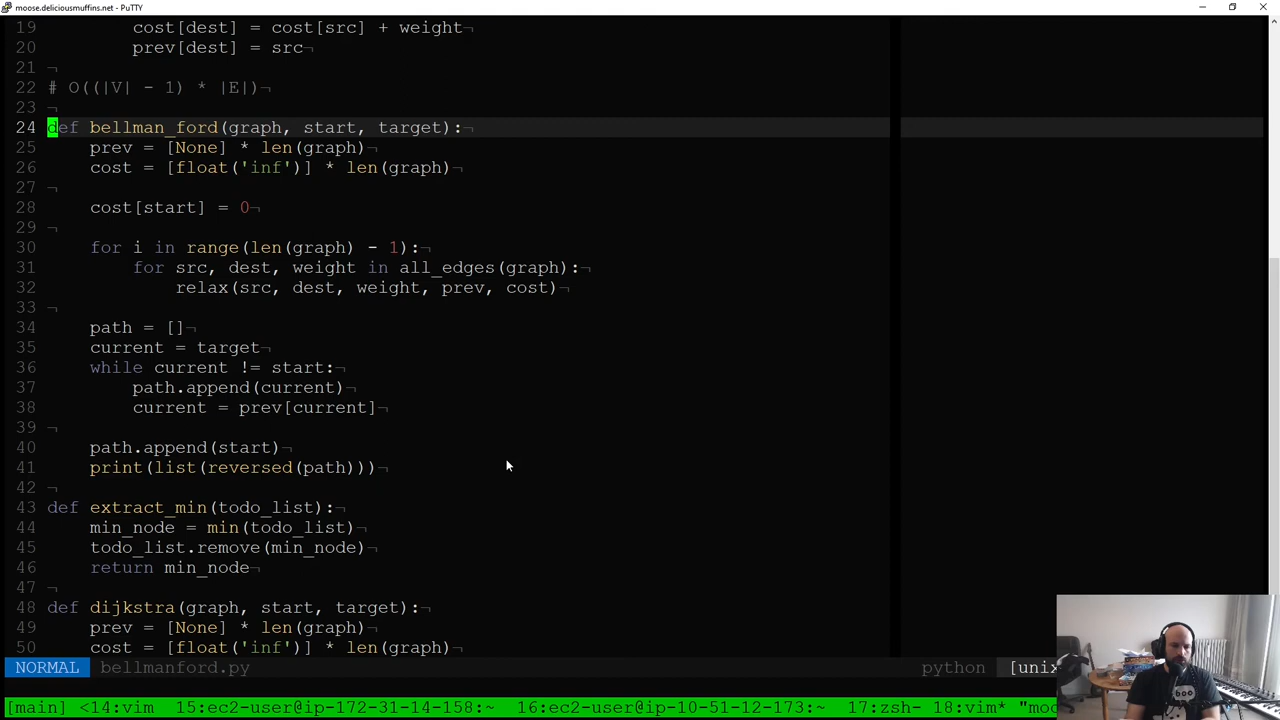 moose.deliciousmuffins.net - PuTTY
19 cost[dest] = cost[src] + weight¬
20 prev[dest] = src¬
21 ¬
22 # O((|V| - 1) * |E|)¬
23 ¬
24 def bellman_ford(graph, start, target):¬
25 prev = [None] * len(graph)¬
26 cost = [float('inf')] * len(graph)¬
27 ¬
28 cost[start] = 0¬
29 ¬
30 for i in range(len(graph) - 1):¬
31 for src, dest, weight in all_edges(graph):¬
32 relax(src, dest, weight, prev, cost)¬
33 ¬
34 path = []¬
35 current = target¬
36 while current != start:¬
37 path.append(current)¬
38 current = prev[current]¬
39 ¬
40 path.append(start)¬
41 print(list(reversed(path)))¬
42 ¬
43 def extract_min(todo_list):¬
44 min_node = min(todo_list)¬
45 todo_list.remove(min_node)¬
46 return min_node¬
47 ¬
48 def dijkstra(graph, start, target):¬
49 prev = [None] * len(graph)¬
50 cost = [float('inf')] * len(graph)¬
NORMAL bellmanford.py python [unix
[main] <14:vim 15:ec2-user@ip-172-31-14-158:~ 16:ec2-user@ip-10-51-12-173:~ 17:zsh- 18:vim* "moo
boo